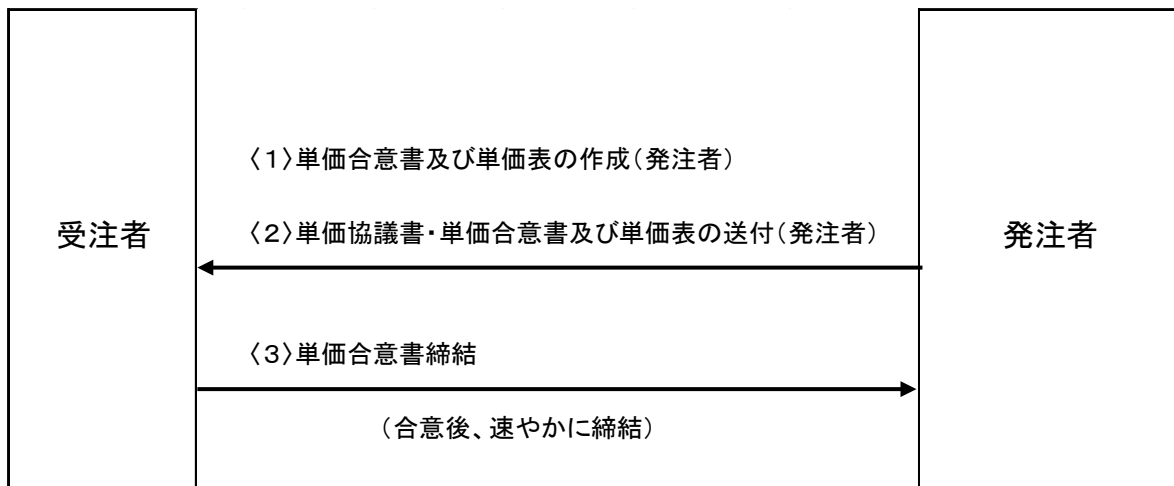 〈1〉単価合意書及び単価表の作成(発注者)
受注者
〈2〉単価協議書・単価合意書及び単価表の送付(発注者)
発注者
〈3〉単価合意書締結
(合意後、速やかに締結)